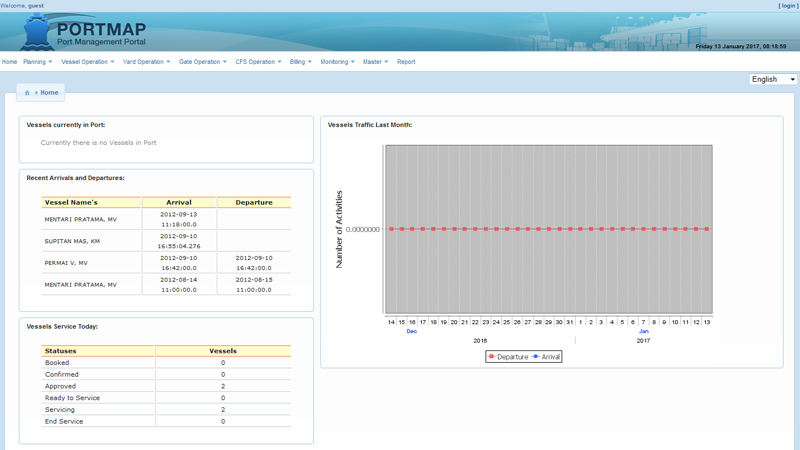 Welcome, guest
[ login ]
PORTMAP
Port Management Portal
Friday 13 January 2017, 08:18:59
Home Planning Vessel Operation Yard Operation Gate Operation CFS Operation Billing Monitoring Master Report
English
Home
Vessels currently in Port:
Currently there is no Vessels in Port
Recent Arrivals and Departures:
Vessel Name's Arrival Departure
MENTARI PRATAMA, MV 2012-09-13 11:18:00.0
SUPITAN MAS, KM 2012-09-10 16:55:04.276
PERMAI V, MV 2012-09-10 16:42:00.0 2012-09-10 16:42:00.0
MENTARI PRATAMA, MV 2012-08-14 11:00:00.0 2012-08-15 11:00:00.0
Vessels Service Today:
Statuses Vessels
Booked 0
Confirmed 0
Approved 2
Ready to Service 0
Servicing 2
End Service 0
Vessels Traffic Last Month:
Number of Activities
0.0000000
14 15 16 17 18 19 20 21 22 23 24 25 26 27 28 29 30 31 1 2 3 4 5 6 7 8 9 10 11 12 13
Dec Jan
2016 2017
Departure Arrival